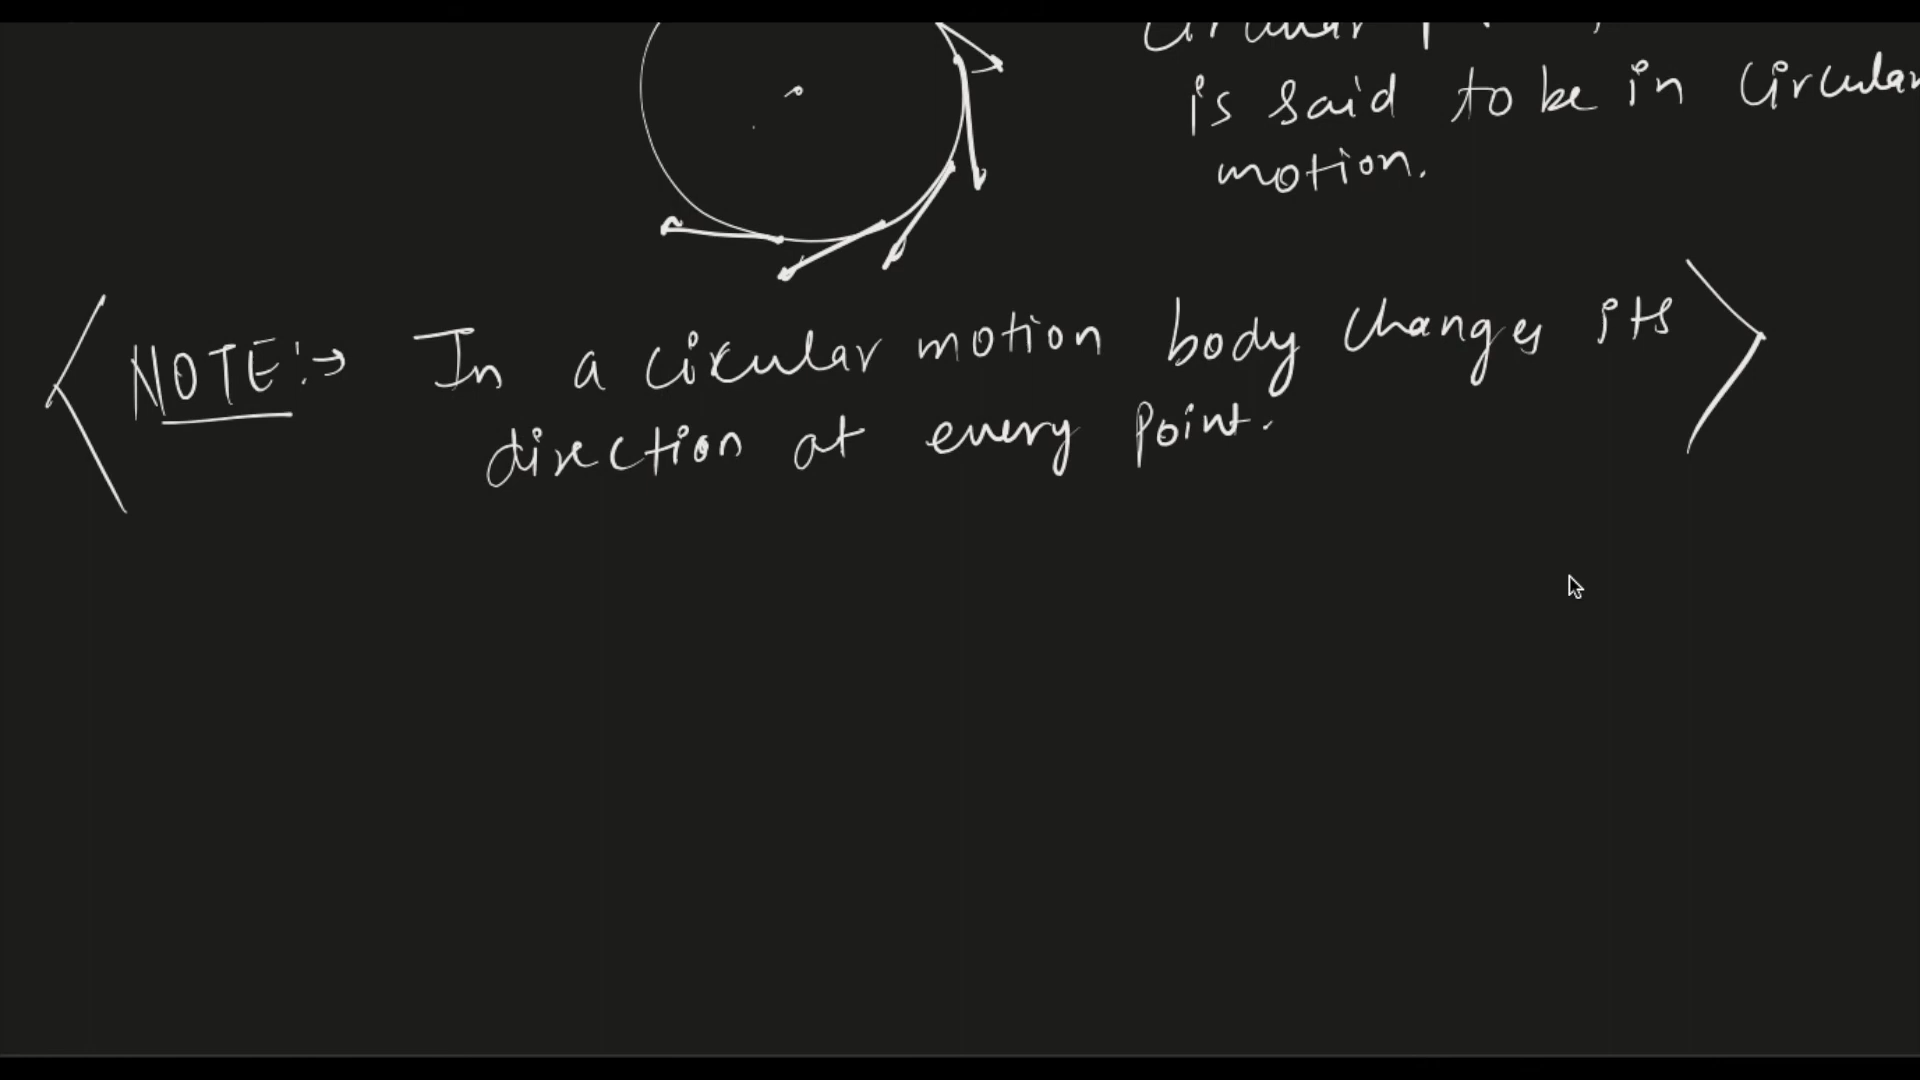 is said to be in Circular
motion.
NOTE:→ In a circular motion body changes its
direction at every point.